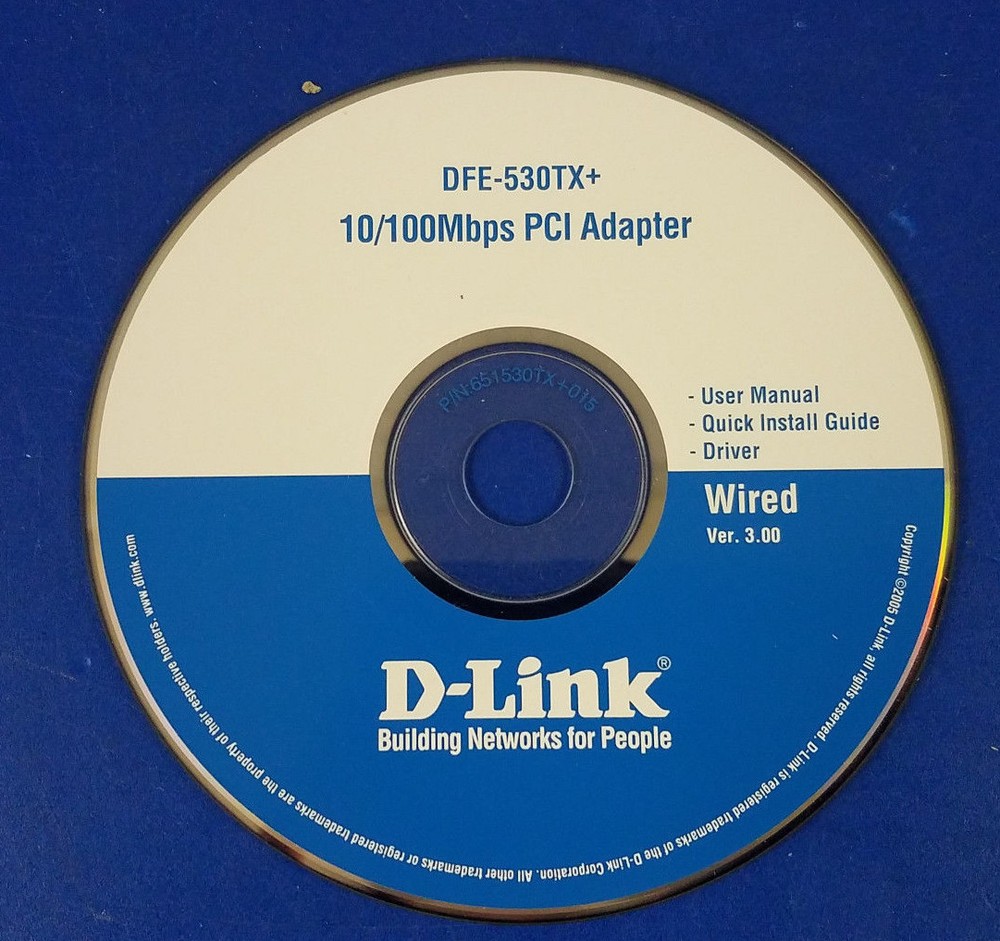 DFE-530TX+
10/100Mbps PCI Adapter
P/N:651530TX+015
- User Manual
- Quick Install Guide
- Driver
Wired
Ver. 3.00
D-Link®
Building Networks for People
Copyright ©2005 D-Link, all rights reserved. D-Link is registered trademarks of the D-Link Corporation. All other trademarks or registered trademarks are the property of their respective holders. www.dlink.com